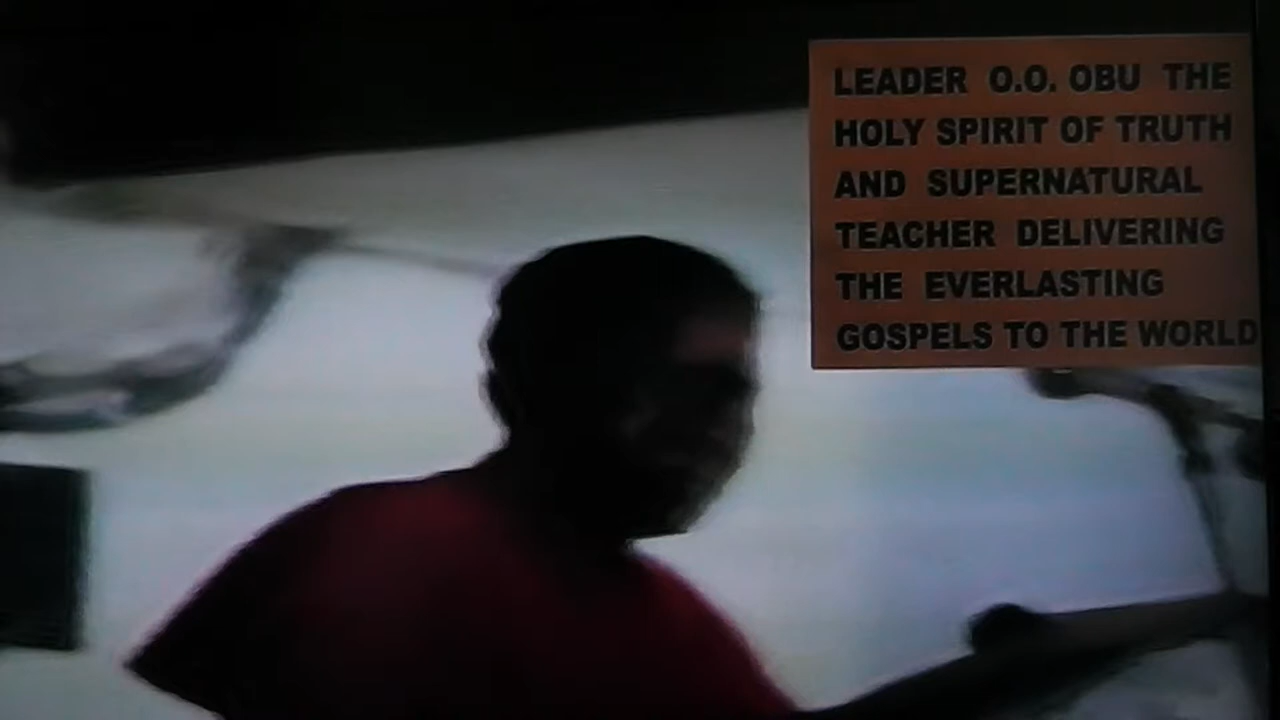 LEADER O.O. OBU THE
HOLY SPIRIT OF TRUTH
AND SUPERNATURAL
TEACHER DELIVERING
THE EVERLASTING
GOSPELS TO THE WORLD